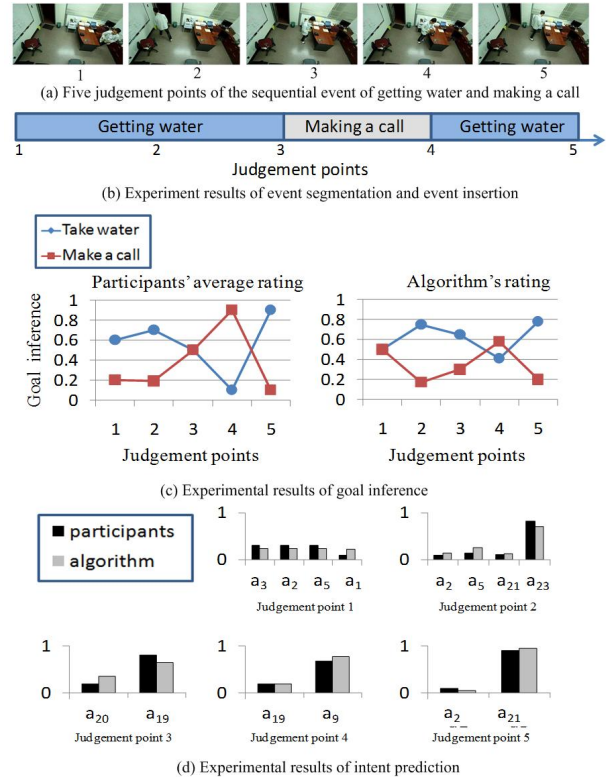 1 2 3 4 5
(a) Five judgement points of the sequential event of getting water and making a call
Getting water Making a call Getting water
1 2 3 4 5
Judgement points
(b) Experiment results of event segmentation and event insertion
Take water
Make a call
Participants' average rating
Goal inference
1
0.8
0.6
0.4
0.2
0
1 2 3 4 5
Judgement points
Algorithm's rating
1
0.8
0.6
0.4
0.2
0
1 2 3 4 5
Judgement points
(c) Experimental results of goal inference
participants
algorithm
1
0
a3 a2 a5 a1
Judgement point 1
1
0
a2 a5 a21 a23
Judgement point 2
1
0
a20 a19
Judgement point 3
1
0
a19 a9
Judgement point 4
1
0
a2 a21
Judgement point 5
(d) Experimental results of intent prediction